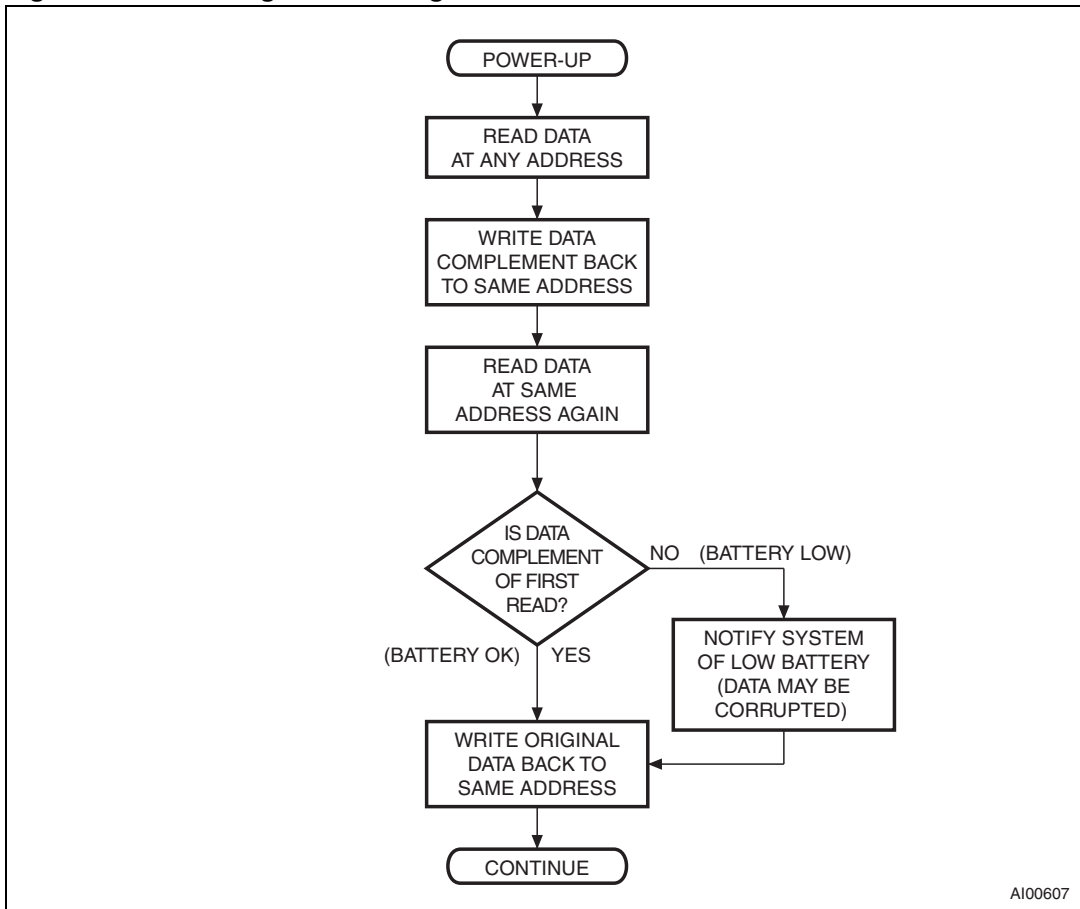 POWER-UP
READ DATA
AT ANY ADDRESS
WRITE DATA
COMPLEMENT BACK
TO SAME ADDRESS
READ DATA
AT SAME
ADDRESS AGAIN
IS DATA
COMPLEMENT
OF FIRST
READ?
NO (BATTERY LOW)
NOTIFY SYSTEM
OF LOW BATTERY
(DATA MAY BE
CORRUPTED)
(BATTERY OK) YES
WRITE ORIGINAL
DATA BACK TO
SAME ADDRESS
CONTINUE
AI00607